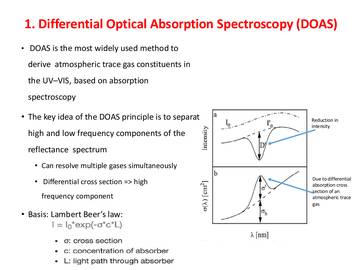 1. Differential Optical Absorption Spectroscopy (DOAS)
• DOAS is the most widely used method to
derive atmospheric trace gas constituents in
the UV–VIS, based on absorption
spectroscopy
• The key idea of the DOAS principle is to separat
high and low frequency components of the
reflectance spectrum
• Can resolve multiple gases simultaneously
• Differential cross section => high
frequency component
• Basis: Lambert Beer's law:
I = I₀*exp(-σ*c*L)
• σ: cross section
• c: concentration of absorber
• L: light path through absorber
a
I₀
I'₀
D'
Intensity
Reduction in
intensity
b
σ'
σb
σ(λ) [cm²]
λ [nm]
Due to differential
absorption cross
section of an
atmospheric trace
gas